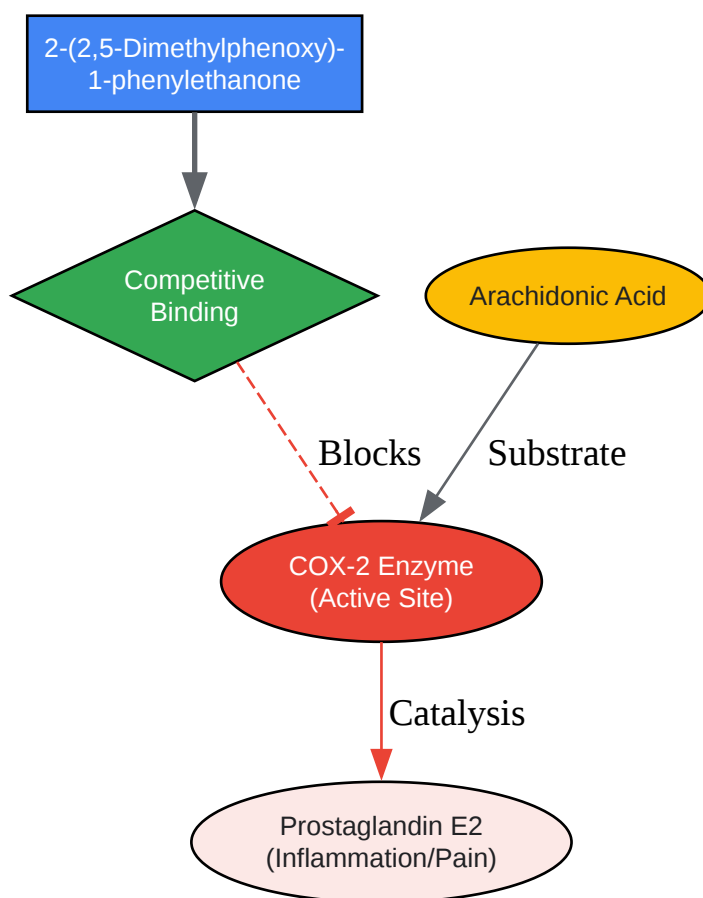 2-(2,5-Dimethylphenoxy)-
1-phenylethanone
Competitive
Binding
Arachidonic Acid
Blocks
Substrate
COX-2 Enzyme
(Active Site)
Catalysis
Prostaglandin E2
(Inflammation/Pain)